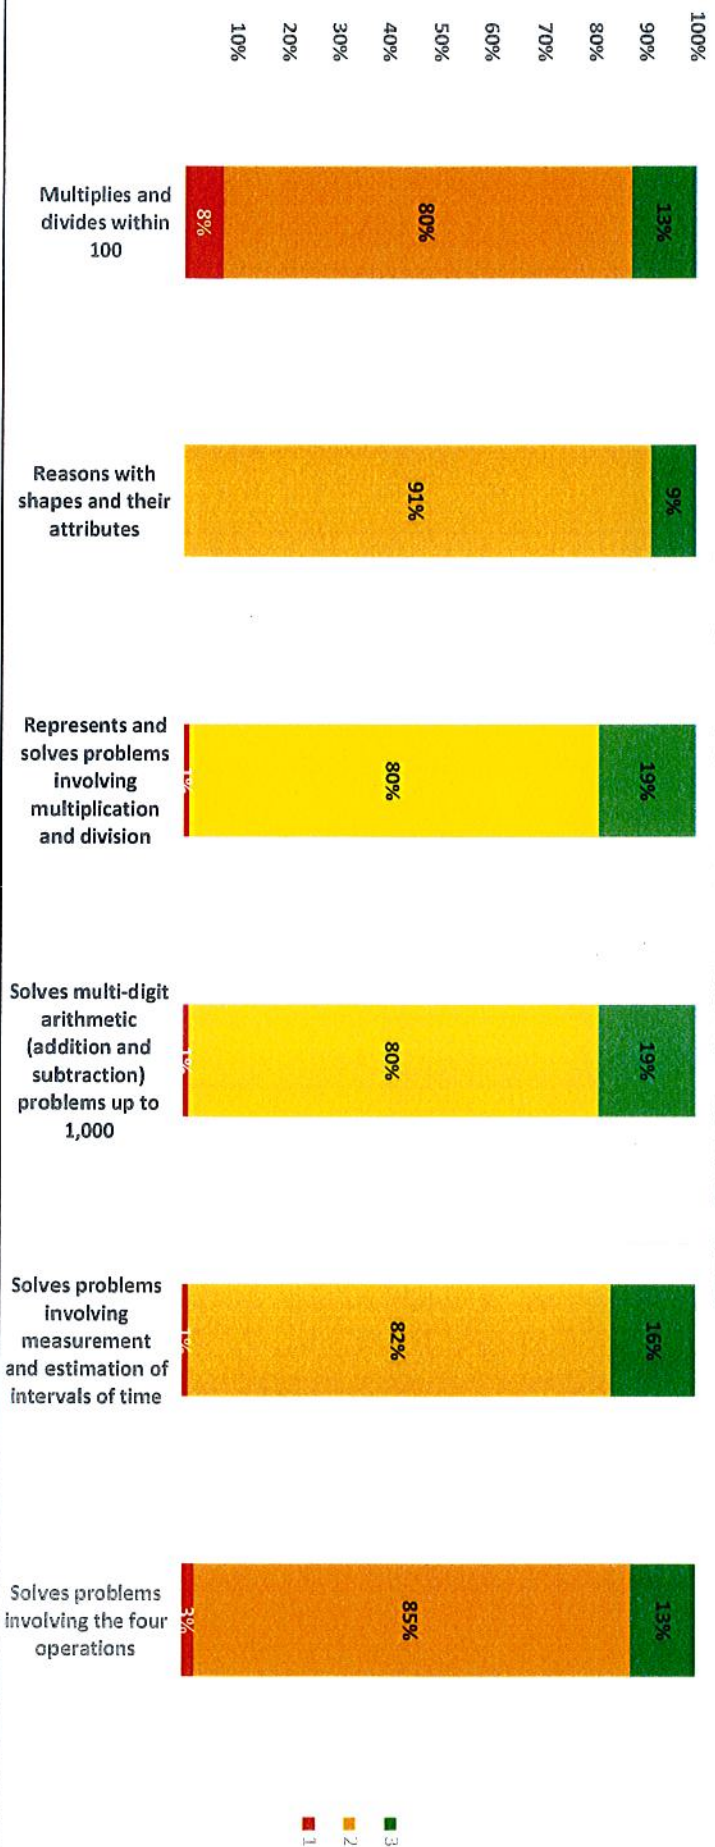 100%
90%
80%
70%
60%
50%
40%
30%
20%
10%
13%
80%
8%
Multiplies and
divides within
100
9%
91%
Reasons with
shapes and their
attributes
19%
80%
1%
Represents and
solves problems
involving
multiplication
and division
19%
80%
1%
Solves multi-digit
arithmetic
(addition and
subtraction)
problems up to
1,000
16%
82%
1%
Solves problems
involving
measurement
and estimation of
intervals of time
13%
85%
3%
Solves problems
involving the four
operations
3
2
1